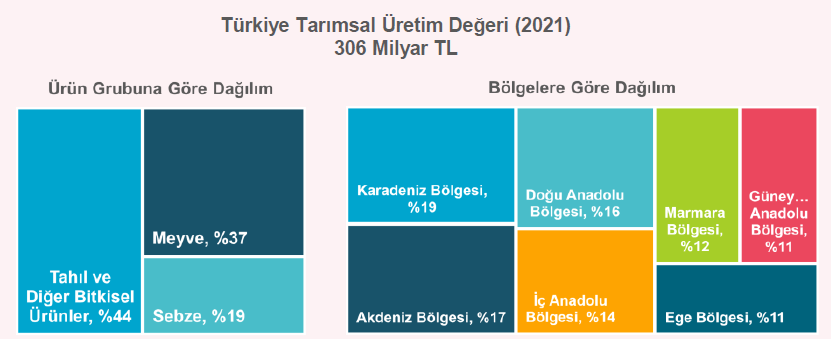 Türkiye Tarımsal Üretim Değeri (2021)
306 Milyar TL
Ürün Grubuna Göre Dağılım
Tahıl ve
Diğer Bitkisel
Ürünler, %44
Meyve, %37
Sebze, %19
Bölgelere Göre Dağılım
Karadeniz Bölgesi,
%19
Akdeniz Bölgesi, %17
Doğu Anadolu
Bölgesi, %16
İç Anadolu
Bölgesi, %14
Marmara
Bölgesi,
%12
Güney…
Anadolu
Bölgesi,
%11
Ege Bölgesi, %11